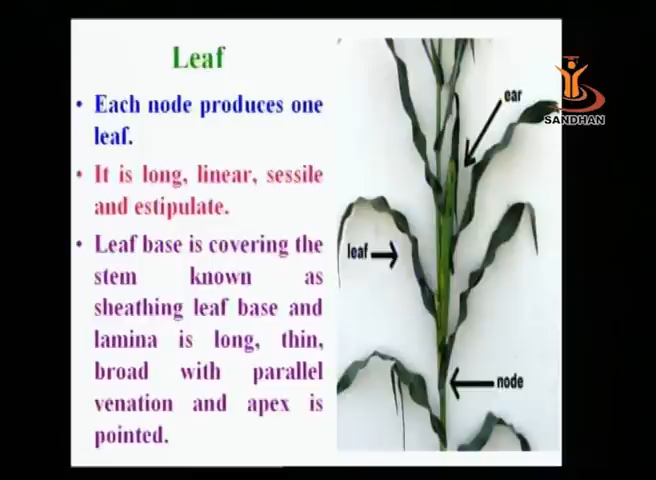 Leaf
• Each node produces one
leaf.
• It is long, linear, sessile
and estipulate.
• Leaf base is covering the
stem known as
sheathing leaf base and
lamina is long, thin,
broad with parallel
venation and apex is
pointed.
ear
leaf
node
SANDHAN